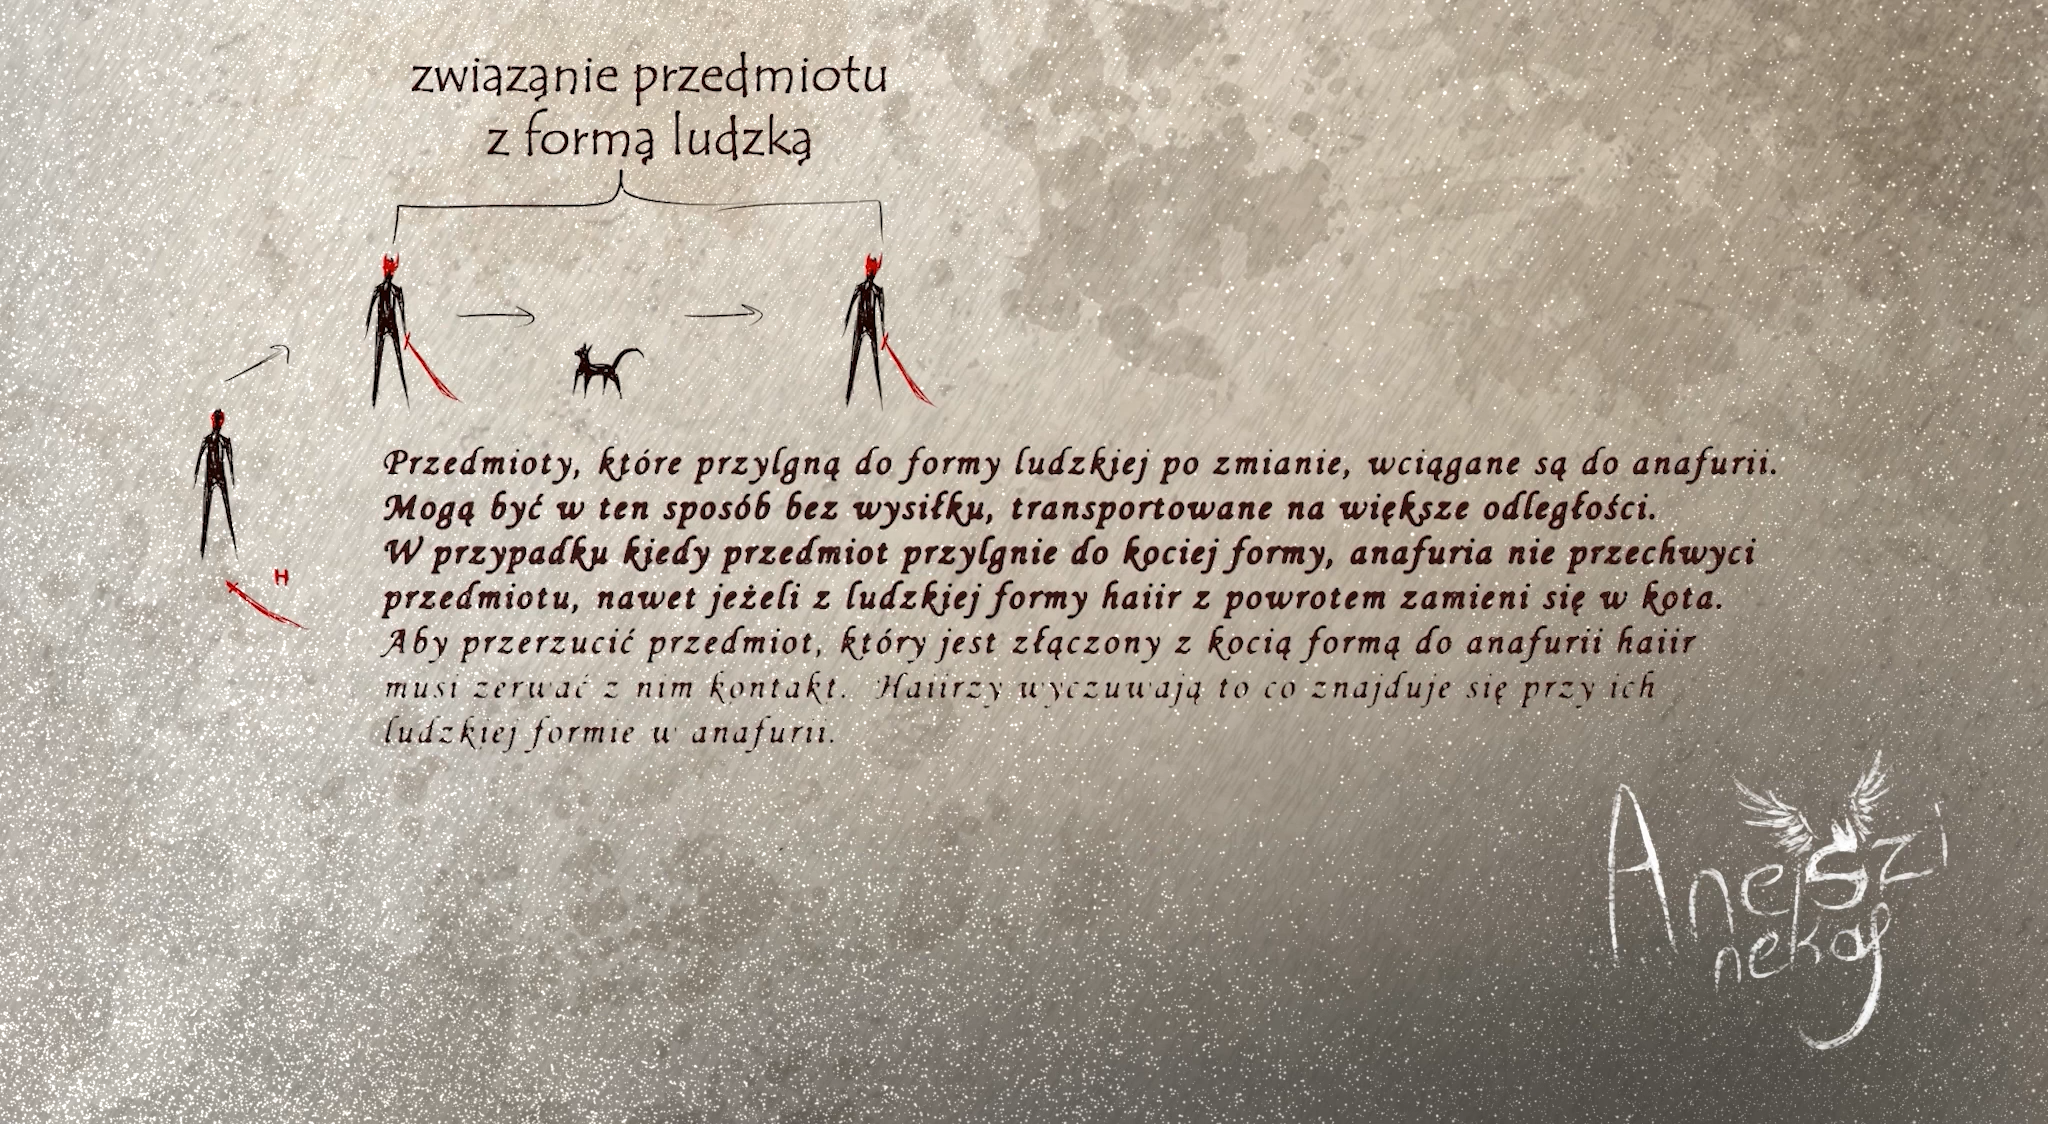 zwiaząnie przedmiotu
z formą ludzką
H
Przedmioty, które przylgną do formy ludzkiej po zmianie, wciągane są do anafurii.
Mogą być w ten sposób bez wysiłku, transportowane na większe odległości.
W przypadku kiedy przedmiot przylgnie do kociej formy, anafuria nie przechwyci
przedmiotu, nawet jeżeli z ludzkiej formy haiir z powrotem zamieni się w kota.
Aby przerzucić przedmiot, który jest złączony z kocią formą do anafurii haiir
musi zerwać z nim kontakt. Haiirzy wyczuwają to co znajduje się przy ich
ludzkiej formie w anafurii.